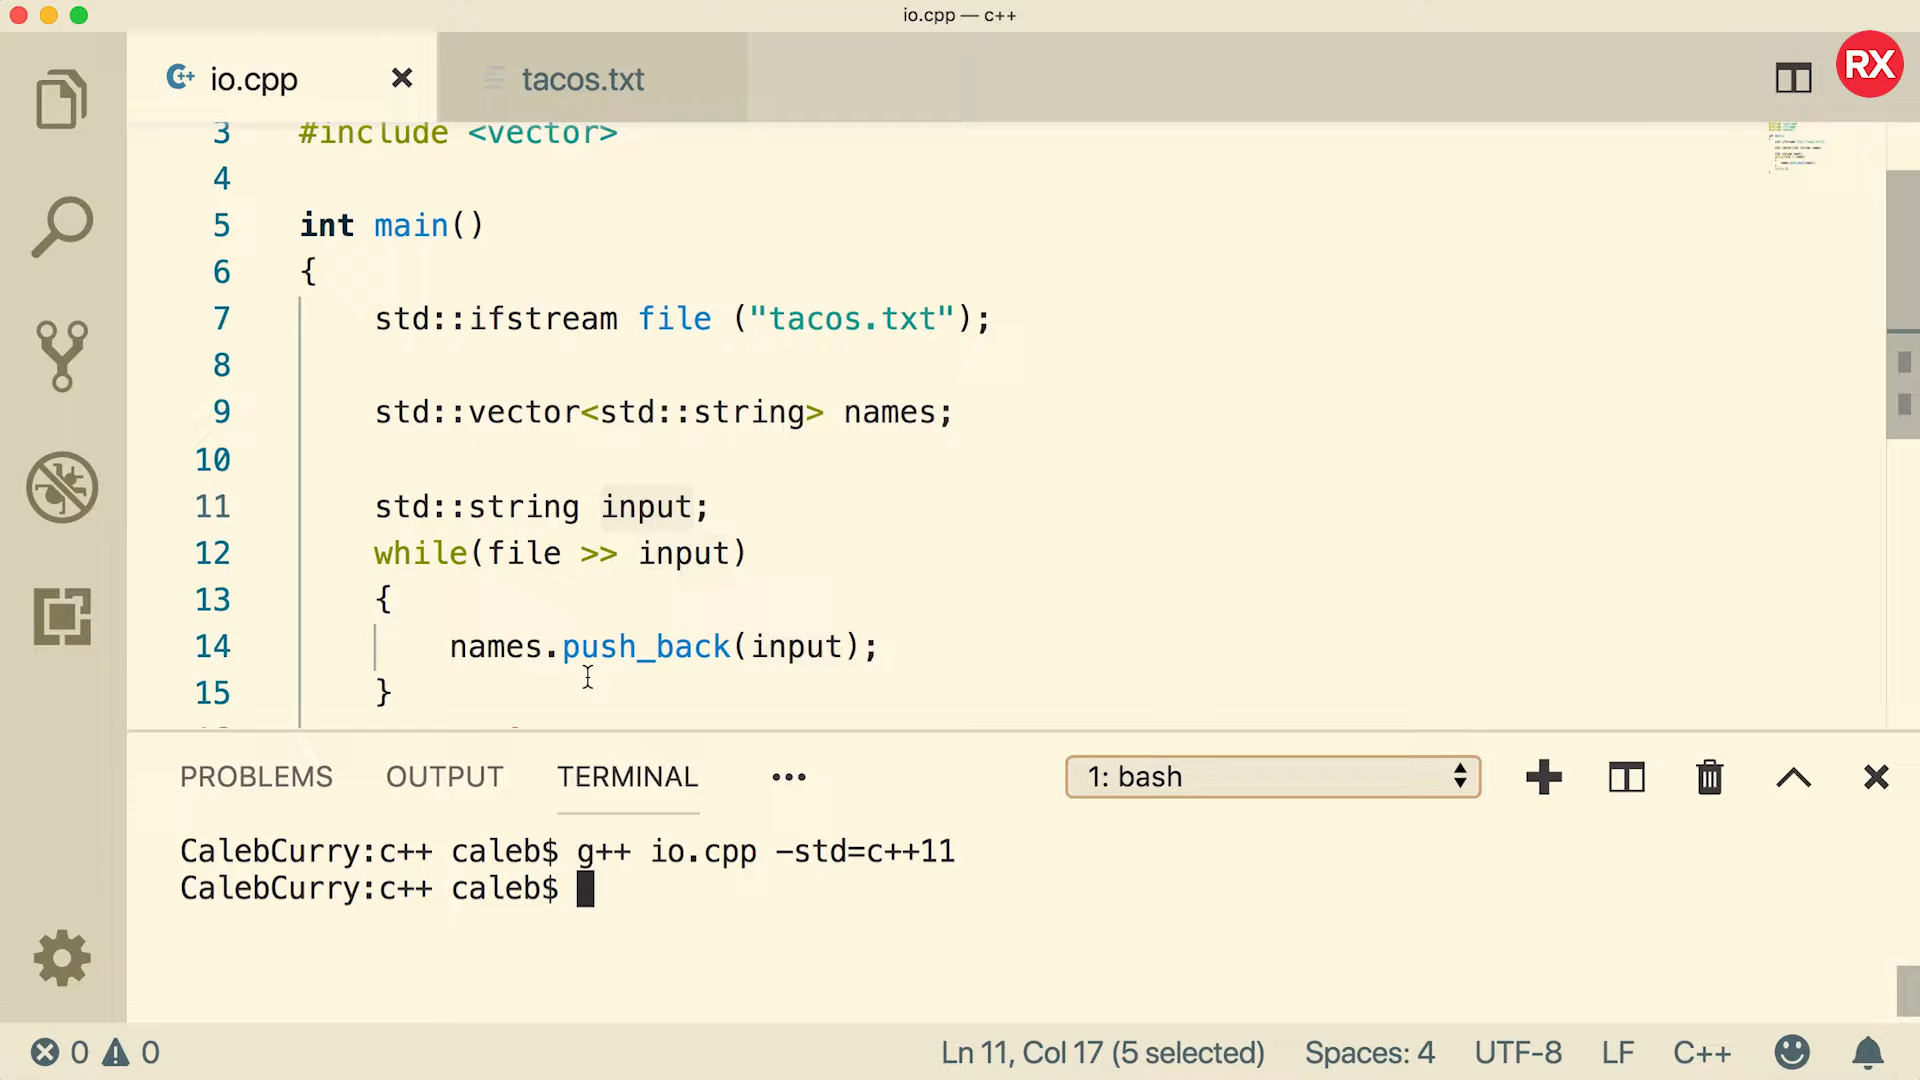 io.cpp — c++
io.cpp
tacos.txt
RX
3 #include <vector>
4
5 int main()
6 {
7 std::ifstream file ("tacos.txt");
8
9 std::vector<std::string> names;
10
11 std::string input;
12 while(file >> input)
13 {
14 names.push_back(input);
15 }
PROBLEMS OUTPUT TERMINAL ••• 1: bash
CalebCurry:c++ caleb$ g++ io.cpp -std=c++11
CalebCurry:c++ caleb$
0 0 Ln 11, Col 17 (5 selected) Spaces: 4 UTF-8 LF C++